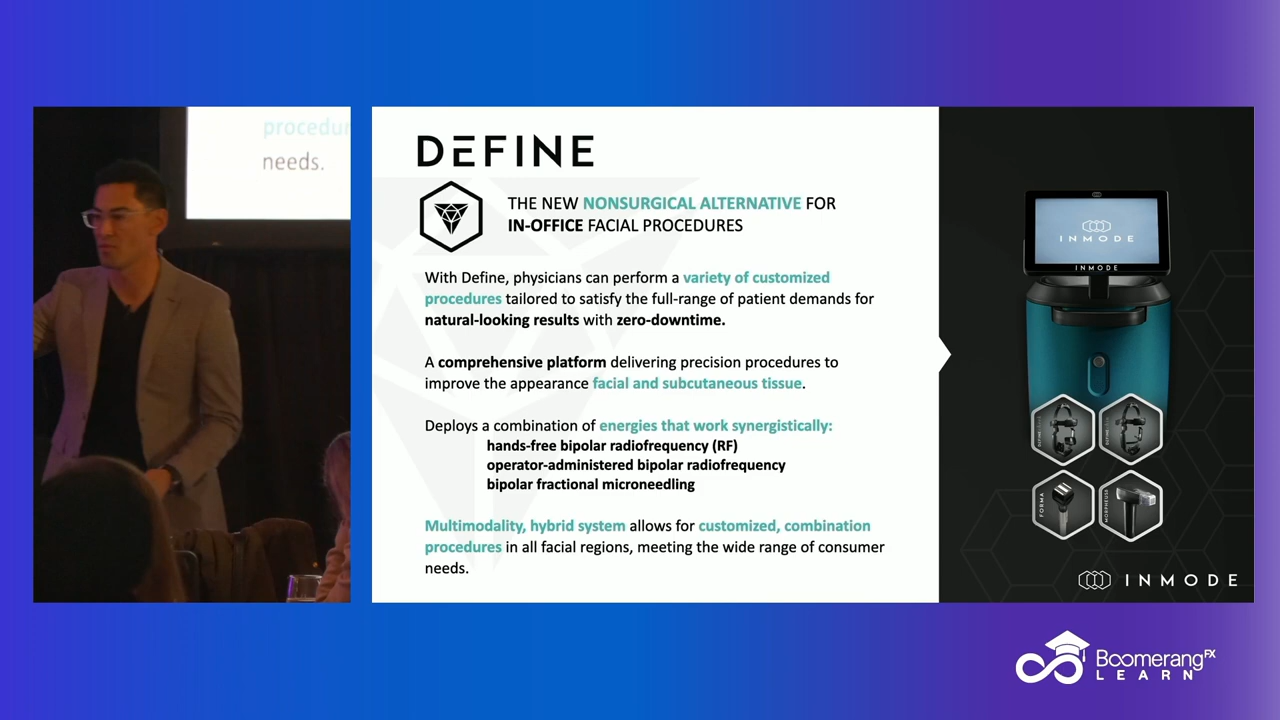 procedur
needs.
DEFINE
THE NEW NONSURGICAL ALTERNATIVE FOR
IN-OFFICE FACIAL PROCEDURES
With Define, physicians can perform a variety of customized
procedures tailored to satisfy the full-range of patient demands for
natural-looking results with zero-downtime.
A comprehensive platform delivering precision procedures to
improve the appearance facial and subcutaneous tissue.
Deploys a combination of energies that work synergistically:
hands-free bipolar radiofrequency (RF)
operator-administered bipolar radiofrequency
bipolar fractional microneedling
Multimodality, hybrid system allows for customized, combination
procedures in all facial regions, meeting the wide range of consumer
needs.
INMODE
INMODE
FORMA
MORPHEUS8
INMODE
BoomerangFX
LEARN